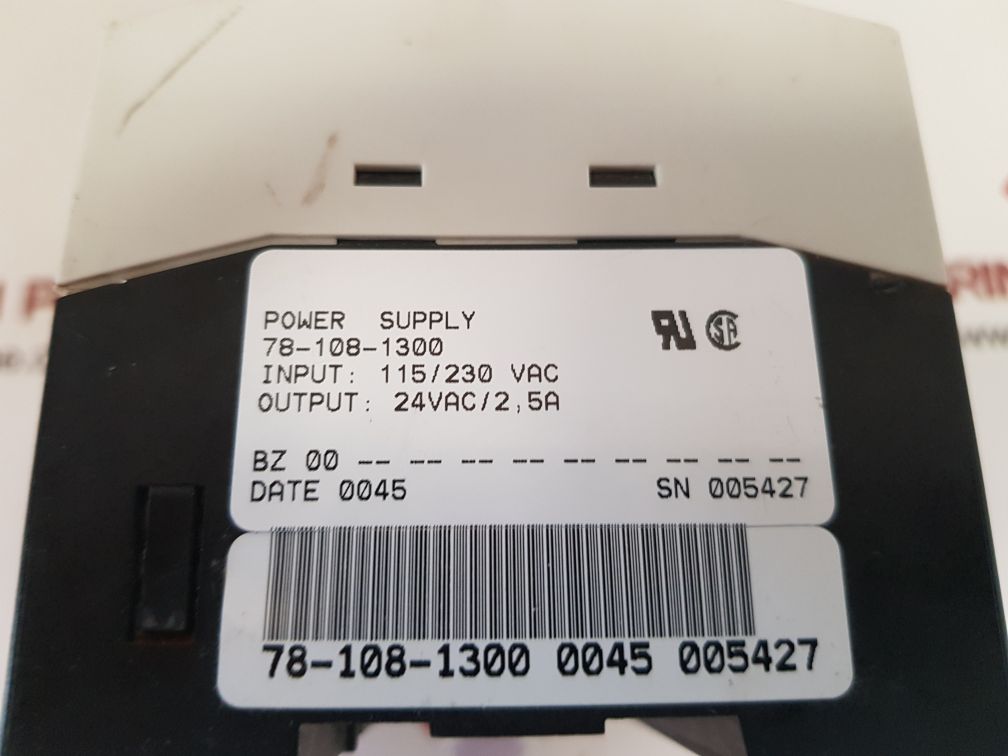 POWER SUPPLY
78-108-1300
INPUT: 115/230 VAC
OUTPUT: 24VAC/2,5A
BZ 00 -- -- -- -- -- -- -- -- --
DATE 0045
SN 005427
78-108-1300 0045 005427